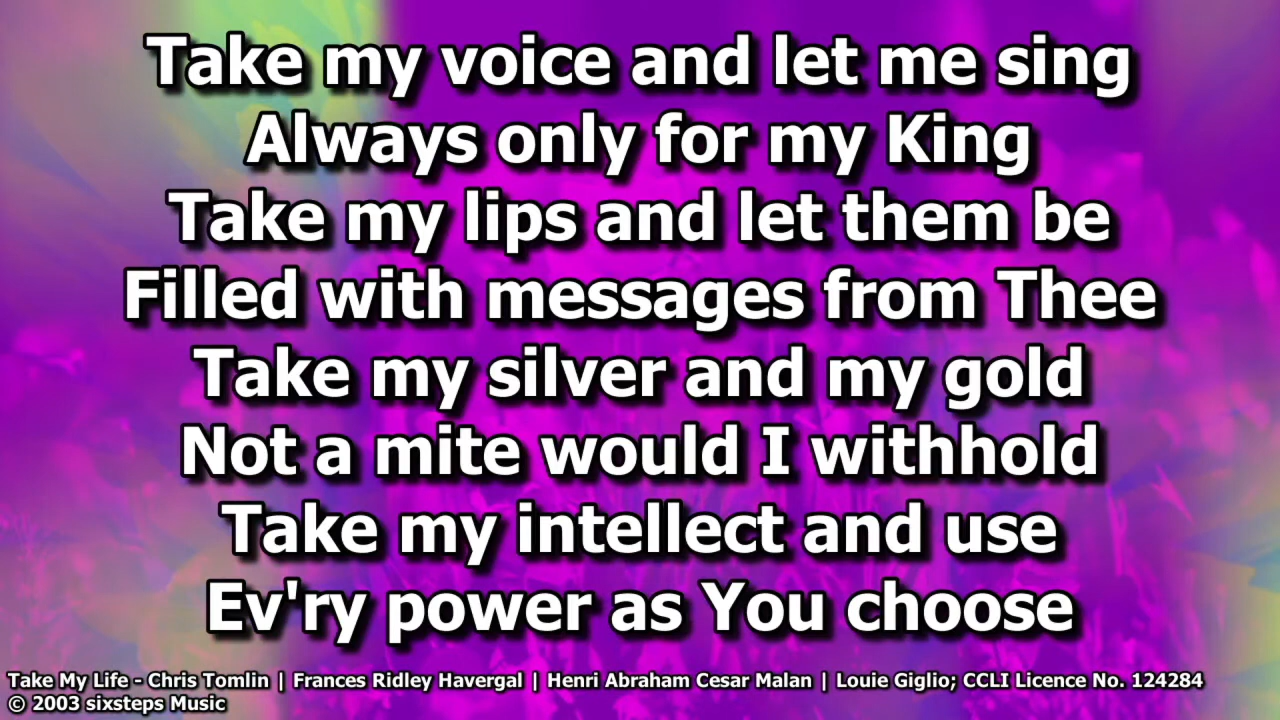 Take my voice and let me sing
Always only for my King
Take my lips and let them be
Filled with messages from Thee
Take my silver and my gold
Not a mite would I withhold
Take my intellect and use
Ev'ry power as You choose
Take My Life - Chris Tomlin | Frances Ridley Havergal | Henri Abraham Cesar Malan | Louie Giglio; CCLI Licence No. 124284
© 2003 sixsteps Music